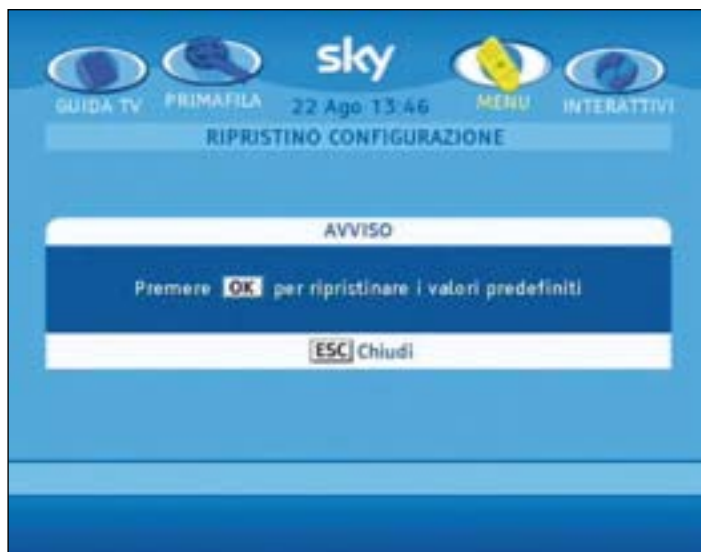 sky
GUIDA TV PRIMAFILA 22 Ago 13:46 MENU INTERATTIVI
RIPRISTINO CONFIGURAZIONE
AVVISO
Premere OK per ripristinare i valori predefiniti
ESC Chiudi